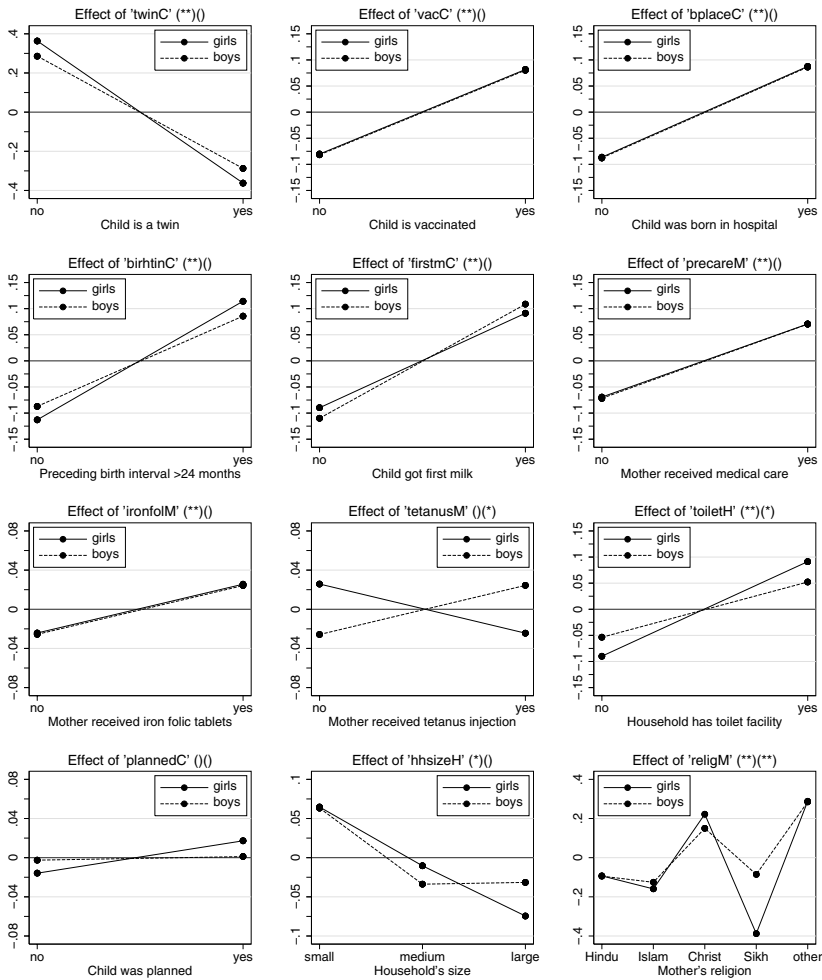 Effect of 'twinC' (**)()
.4
.2
0
-.2
-.4
girls
boys
no
yes
Child is a twin
Effect of 'vacC' (**)()
.15
.1
.05
0
-.05
-.1
-.15
girls
boys
no
yes
Child is vaccinated
Effect of 'bplaceC' (**)()
.15
.1
.05
0
-.05
-.1
-.15
girls
boys
no
yes
Child was born in hospital
Effect of 'birhtinC' (**)()
.15
.1
.05
0
-.05
-.1
-.15
girls
boys
no
yes
Preceding birth interval >24 months
Effect of 'firstmC' (**)()
.15
.1
.05
0
-.05
-.1
-.15
girls
boys
no
yes
Child got first milk
Effect of 'precareM' (**)()
.15
.1
.05
0
-.05
-.1
-.15
girls
boys
no
yes
Mother received medical care
Effect of 'ironfolM' (**)()
.08
.04
0
-.04
-.08
girls
boys
no
yes
Mother received iron folic tablets
Effect of 'tetanusM' ()(*)
.08
.04
0
-.04
-.08
girls
boys
no
yes
Mother received tetanus injection
Effect of 'toiletH' (**)(*)
.15
.1
.05
0
-.05
-.1
-.15
girls
boys
no
yes
Household has toilet facility
Effect of 'plannedC' ()()
.08
.04
0
-.04
-.08
girls
boys
no
yes
Child was planned
Effect of 'hhsizeH' (*)()
.1
.05
0
-.05
-.1
girls
boys
small
medium
large
Household's size
Effect of 'religM' (**)(**)
.4
.2
0
-.2
-.4
girls
boys
Hindu
Islam
Christ
Sikh
other
Mother's religion